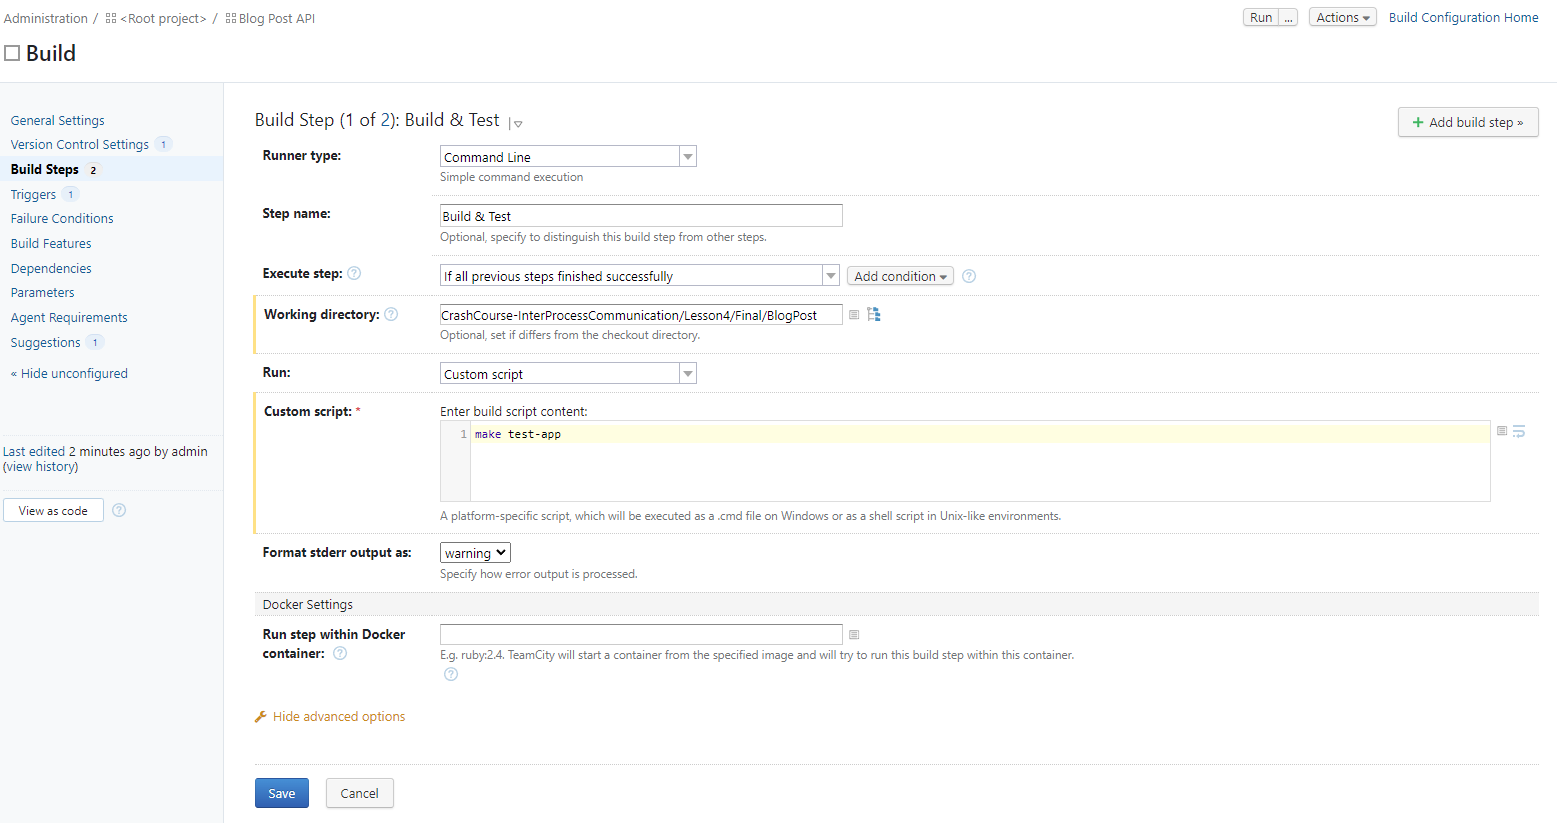 Administration / <Root project> / Blog Post API
Run ... Actions Build Configuration Home
Build
General Settings
Version Control Settings 1
Build Steps 2
Triggers 1
Failure Conditions
Build Features
Dependencies
Parameters
Agent Requirements
Suggestions 1
« Hide unconfigured
Last edited 2 minutes ago by admin
(view history)
View as code ?
Build Step (1 of 2): Build & Test
+ Add build step »
Runner type: Command Line
Simple command execution
Step name: Build & Test
Optional, specify to distinguish this build step from other steps.
Execute step: ? If all previous steps finished successfully Add condition ?
Working directory: ? CrashCourse-InterProcessCommunication/Lesson4/Final/BlogPost
Optional, set if differs from the checkout directory.
Run: Custom script
Custom script: * Enter build script content:
1 make test-app
A platform-specific script, which will be executed as a .cmd file on Windows or as a shell script in Unix-like environments.
Format stderr output as: warning
Specify how error output is processed.
Docker Settings
Run step within Docker
container: ?
E.g. ruby:2.4. TeamCity will start a container from the specified image and will try to run this build step within this container.
?
Hide advanced options
Save Cancel